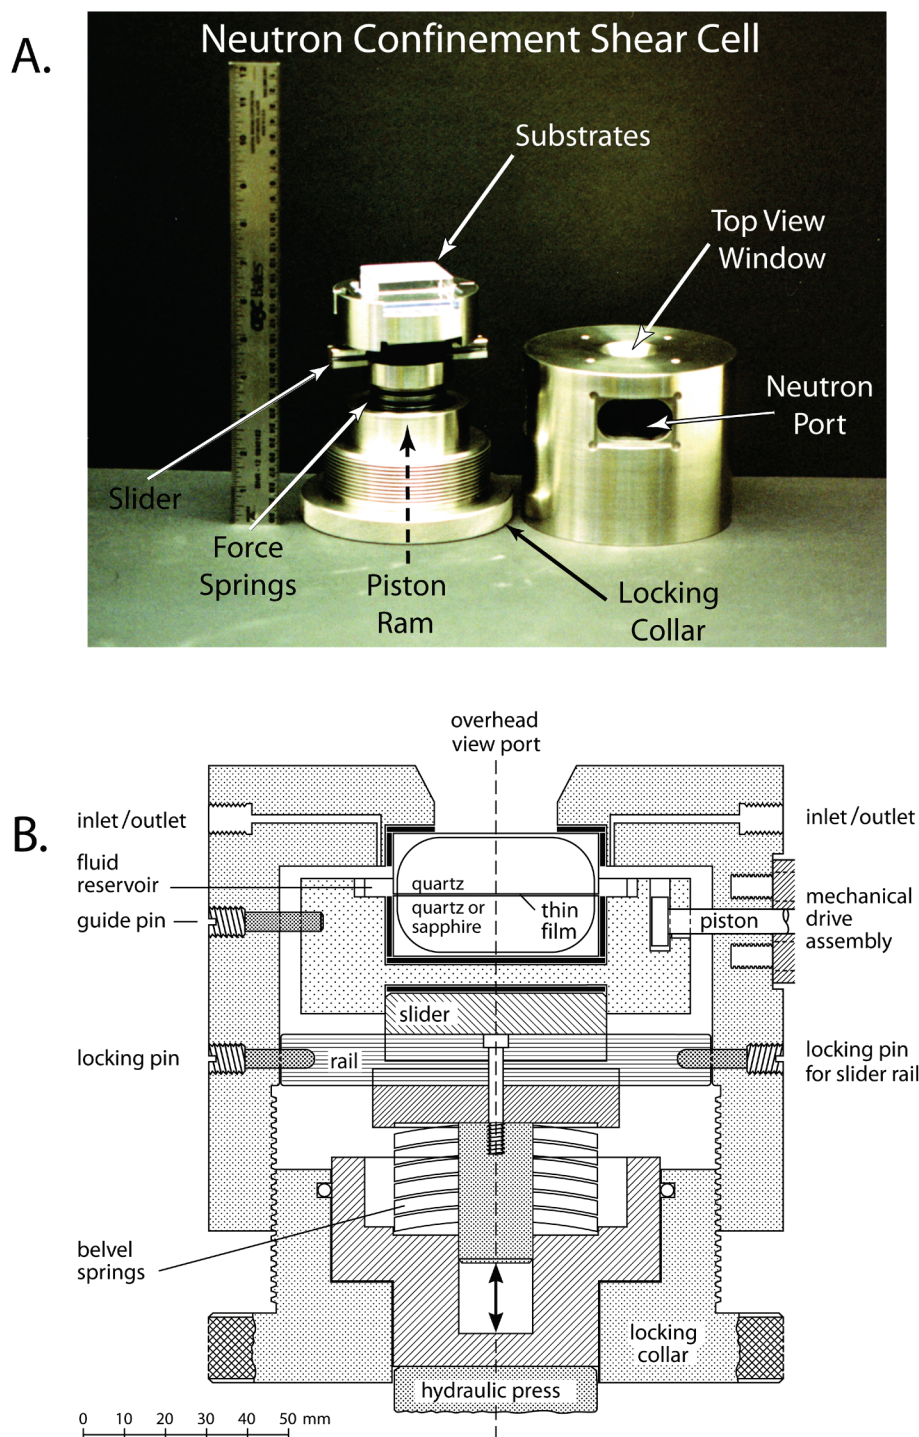 A.
Neutron Confinement Shear Cell
Substrates
Top View
Window
Neutron
Port
Slider
Force
Springs
Piston
Ram
Locking
Collar
B.
overhead
view port
inlet/outlet
inlet/outlet
fluid
reservoir
quartz
quartz or
sapphire
thin
film
guide pin
piston
mechanical
drive
assembly
slider
locking pin
rail
locking pin
for slider rail
belvel
springs
locking
collar
hydraulic press
0 10 20 30 40 50 mm